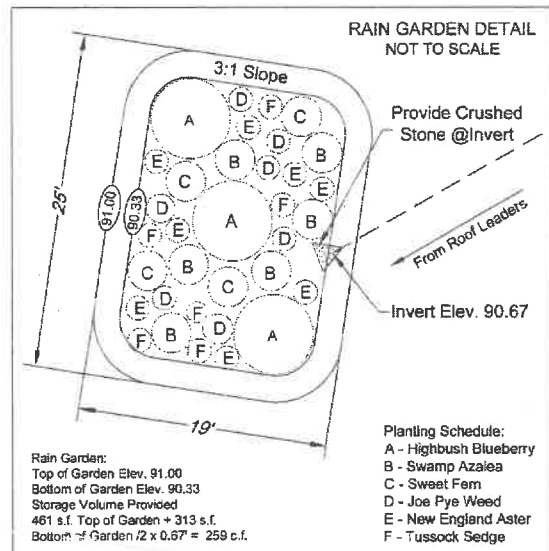 RAIN GARDEN DETAIL
NOT TO SCALE
3:1 Slope
Provide Crushed
Stone @Invert
From Roof Leaders
Invert Elev. 90.67
25'
91.00
90.33
19'
A
D
F
C
E
D
B
B
D
E
E
C
E
A
F
B
D
D
F
E
C
B
B
C
E
E
D
F
B
F
D
F
E
A
Rain Garden:
Top of Garden Elev. 91.00
Bottom of Garden Elev. 90.33
Storage Volume Provided
461 s.f. Top of Garden + 313 s.f.
Bottom of Garden /2 x 0.67' = 259 c.f.
Planting Schedule:
A - Highbush Blueberry
B - Swamp Azalea
C - Sweet Fern
D - Joe Pye Weed
E - New England Aster
F - Tussock Sedge